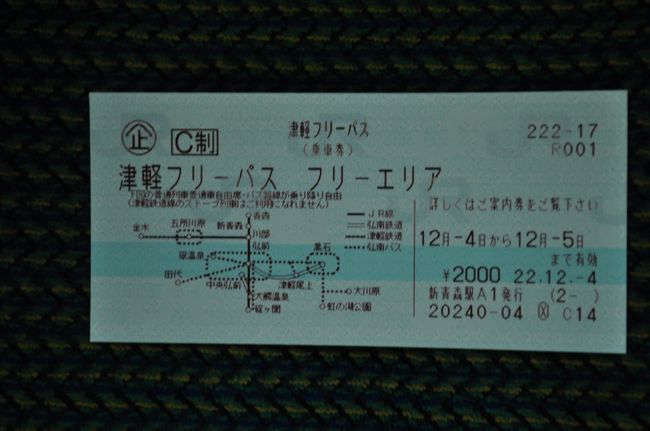 企 C制 津軽フリーパス 222-17
(乗車券) R001
津軽フリーパス フリーエリア
下図の普通列車普通車自由席・バス路線が乗り降り自由
(津軽鉄道線のストーブ列車はご利用になれません)
詳しくはご案内券をご覧下さい
青森
ＪＲ線
五所川原 新青森
弘南鉄道
金木
川部
津軽鉄道
弘前 黒石
弘南バス
12月-4日から12月-5日
まで有効
嶽温泉
田代
中央弘前 津軽尾上
大川原
大鰐温泉
碇ヶ関 虹の湖公園
￥2000 22.12.-4
新青森駅A1発行 (2- )
20240-04 C14